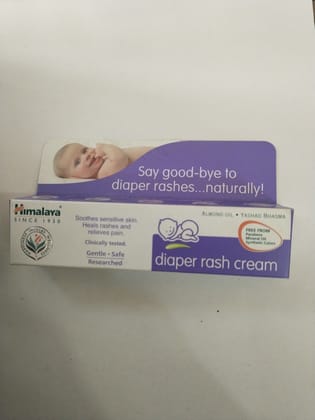 Say good-bye to
diaper rashes...naturally!
Himalaya
SINCE 1930
Soothes sensitive skin.
Heals rashes and
relieves pain.
Clinically tested.
Gentle • Safe
Researched
ALMOND OIL • YASHAD BHASMA
FREE FROM
Parabens
Mineral Oil
Synthetic Colors
diaper rash cream